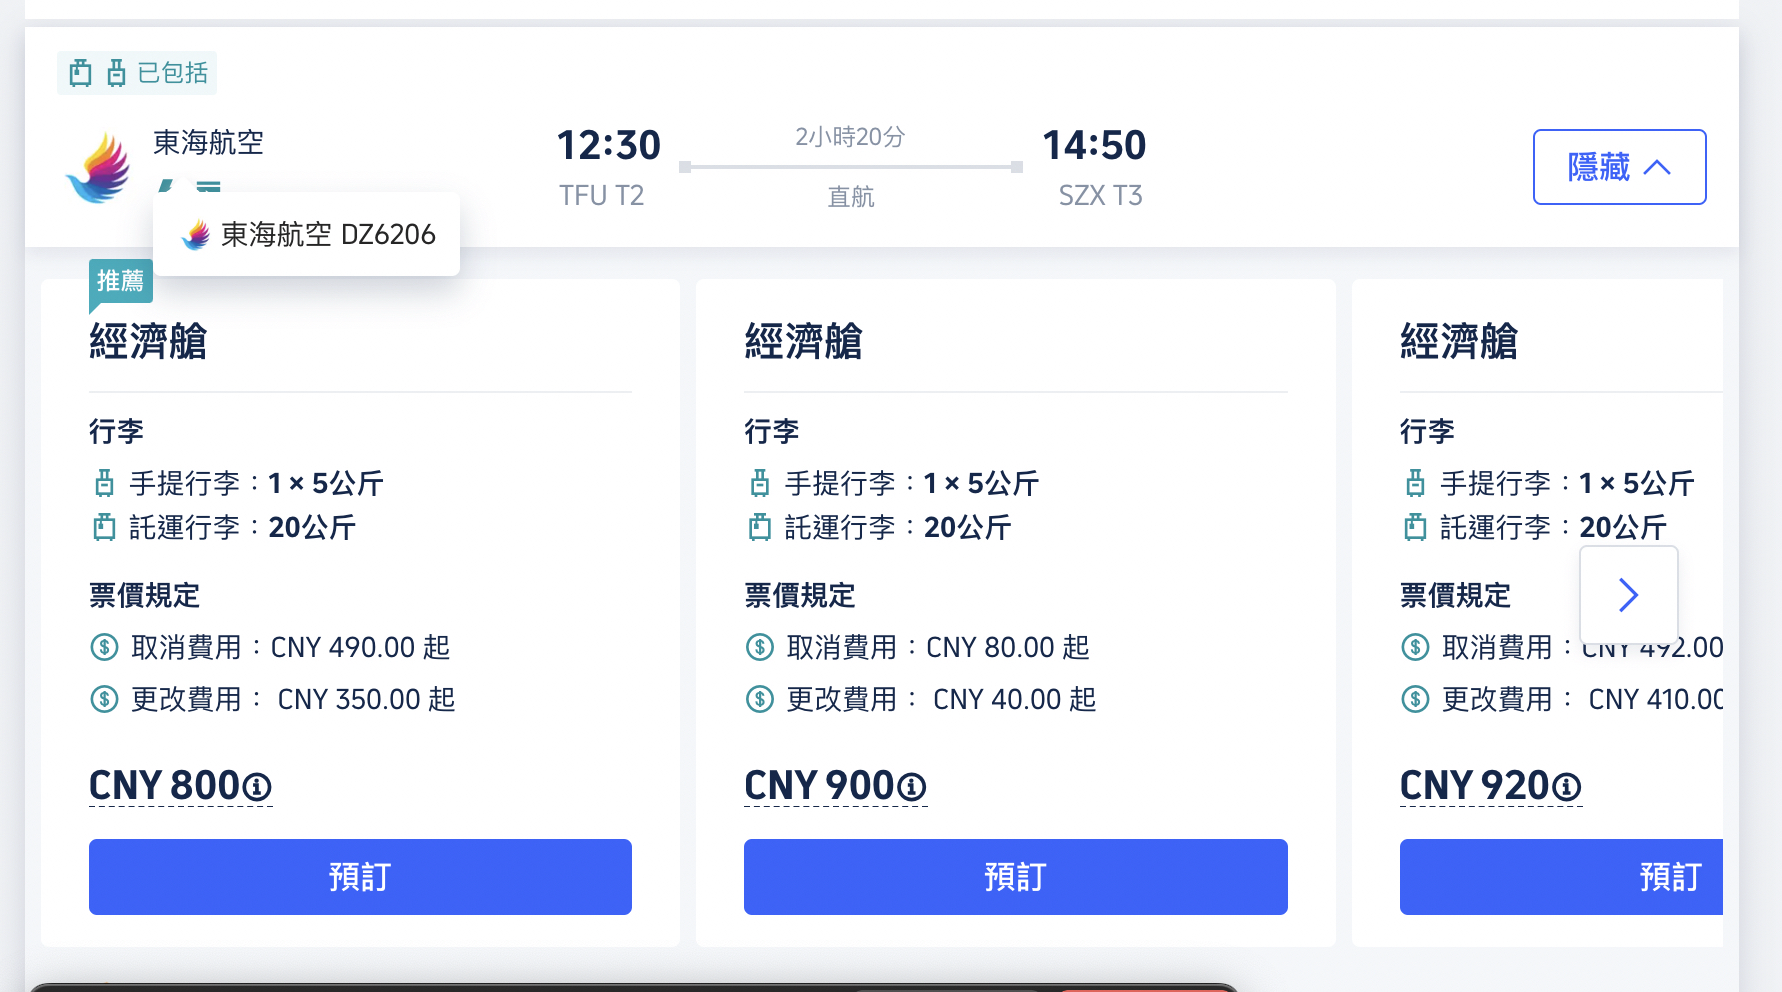 已包括
東海航空
12:30
2小時20分
14:50
TFU T2
直航
SZX T3
隱藏
東海航空 DZ6206
推薦
經濟艙
行李
手提行李：1 × 5公斤
託運行李：20公斤
票價規定
取消費用：CNY 490.00 起
更改費用： CNY 350.00 起
CNY 800
預訂
經濟艙
行李
手提行李：1 × 5公斤
託運行李：20公斤
票價規定
取消費用：CNY 80.00 起
更改費用： CNY 40.00 起
CNY 900
預訂
經濟艙
行李
手提行李：1 × 5公斤
託運行李：20公斤
票價規定
取消費用：CNY 492.00
更改費用： CNY 410.00
CNY 920
預訂